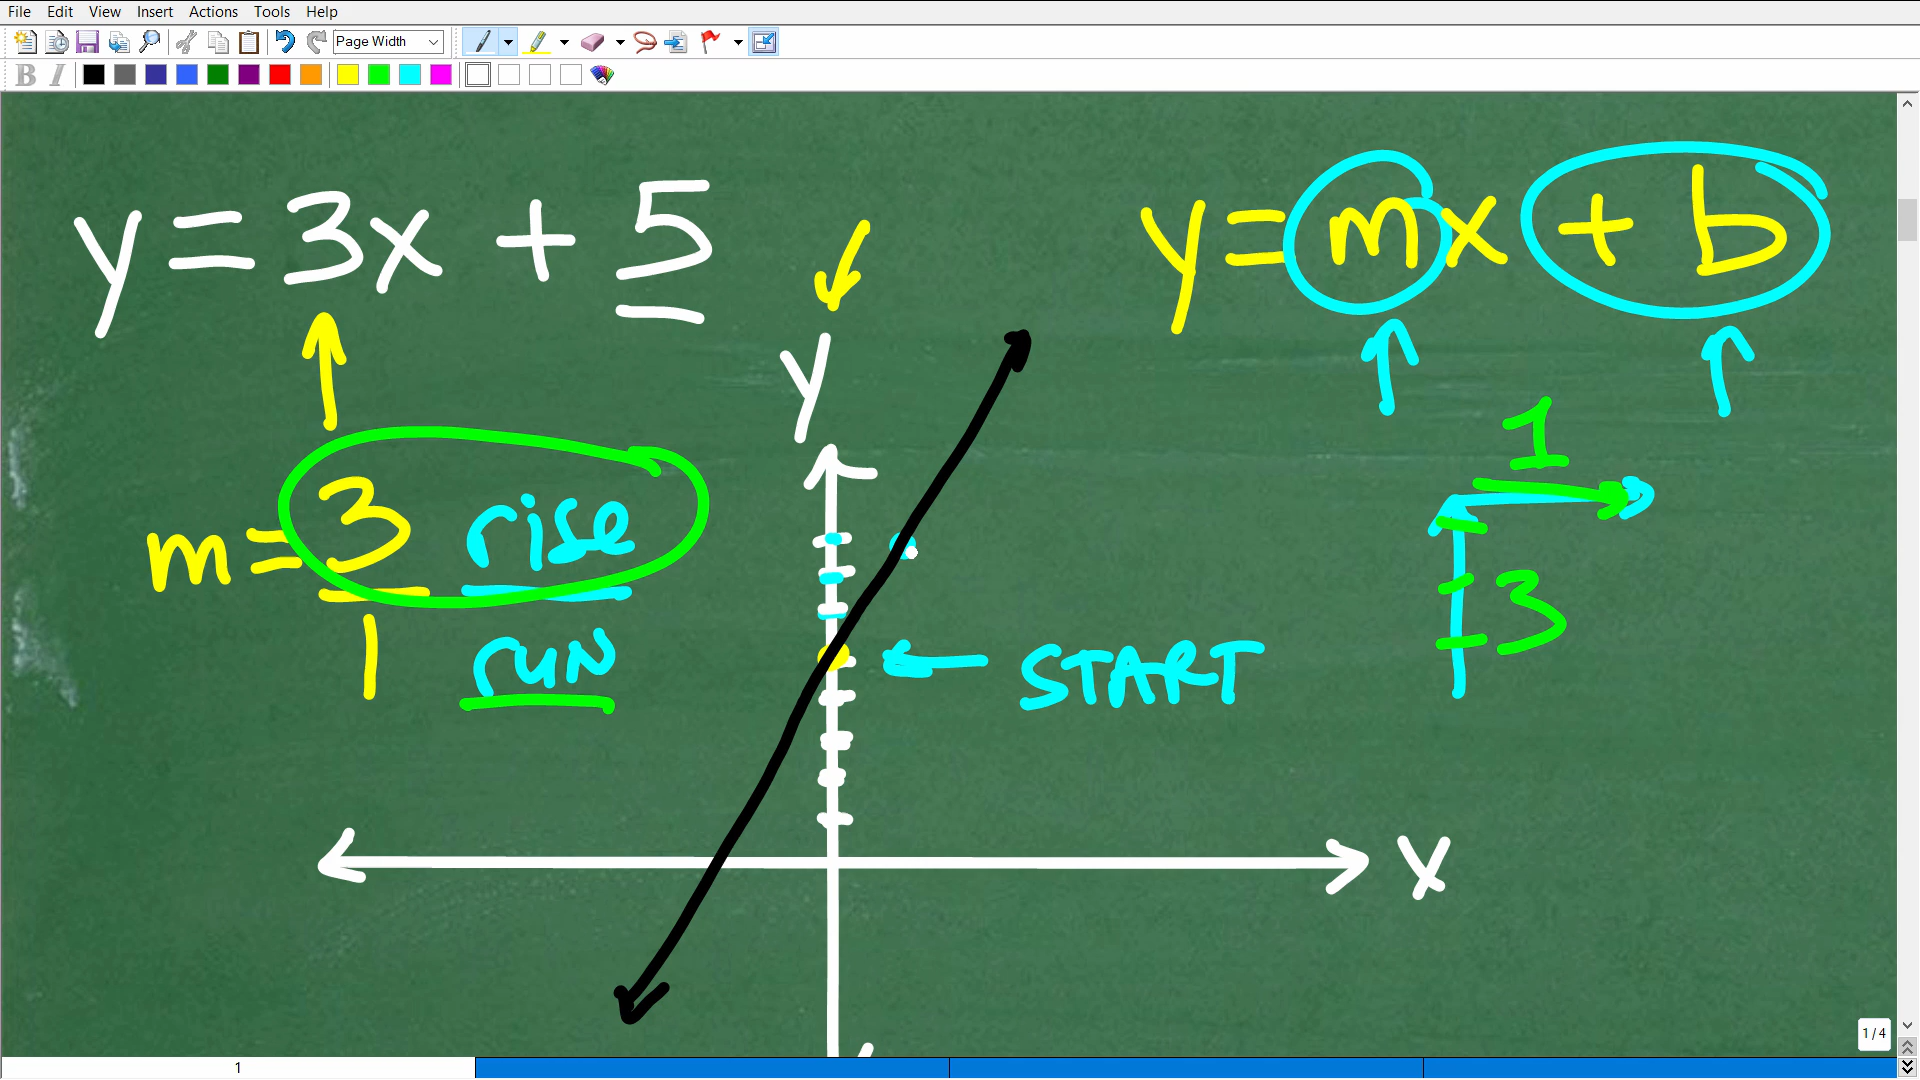 File Edit View Insert Actions Tools Help
Page Width
B I
y = 3x + 5
y = mx + b
y
1
m = 3 rise
1 run
3
START
x
1 / 4
1